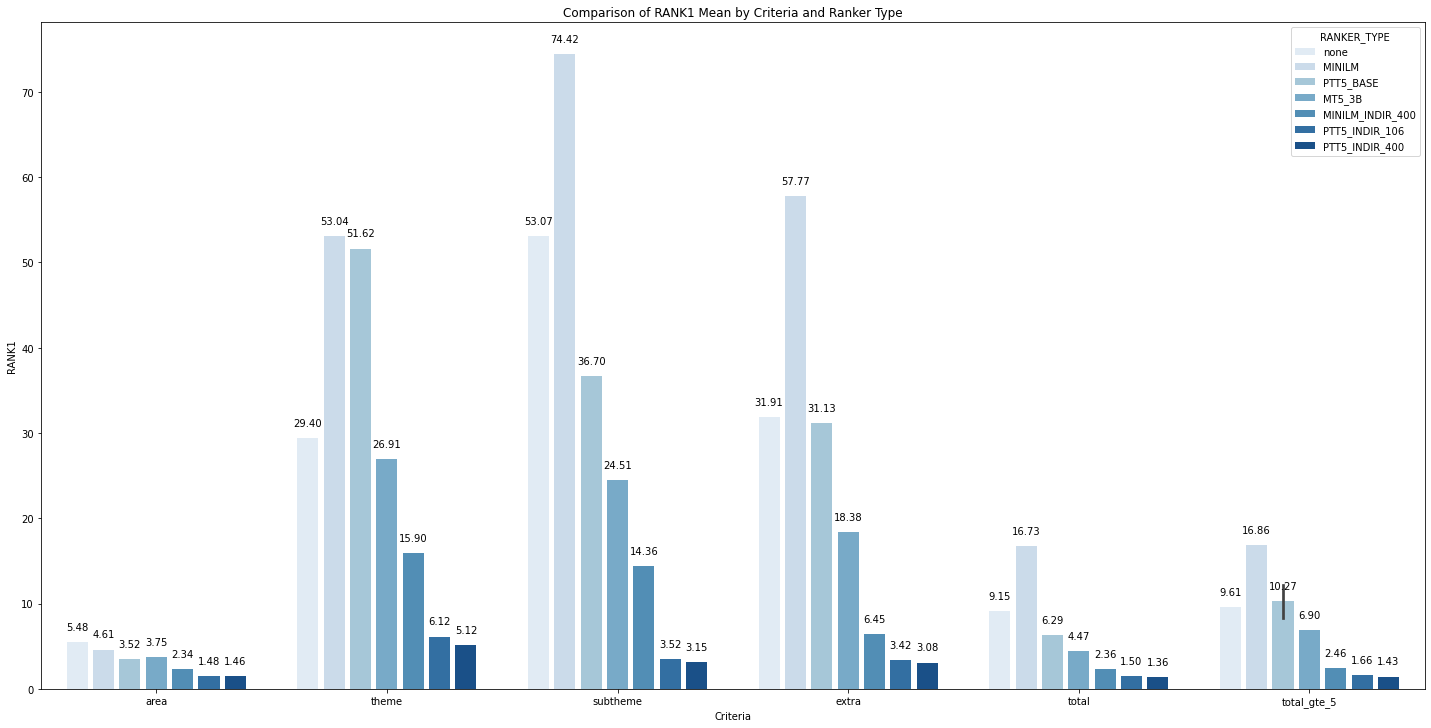 Comparison of RANK1 Mean by Criteria and Ranker Type
RANKER_TYPE
none
MINILM
PTT5_BASE
MT5_3B
MINILM_INDIR_400
PTT5_INDIR_106
PTT5_INDIR_400
RANK1
70
60
50
40
30
20
10
0
5.48
4.61
3.52
3.75
2.34
1.48
1.46
29.40
53.04
51.62
26.91
15.90
6.12
5.12
53.07
74.42
36.70
24.51
14.36
3.52
3.15
31.91
57.77
31.13
18.38
6.45
3.42
3.08
9.15
16.73
6.29
4.47
2.36
1.50
1.36
9.61
16.86
10.27
6.90
2.46
1.66
1.43
area
theme
subtheme
extra
total
total_gte_5
Criteria